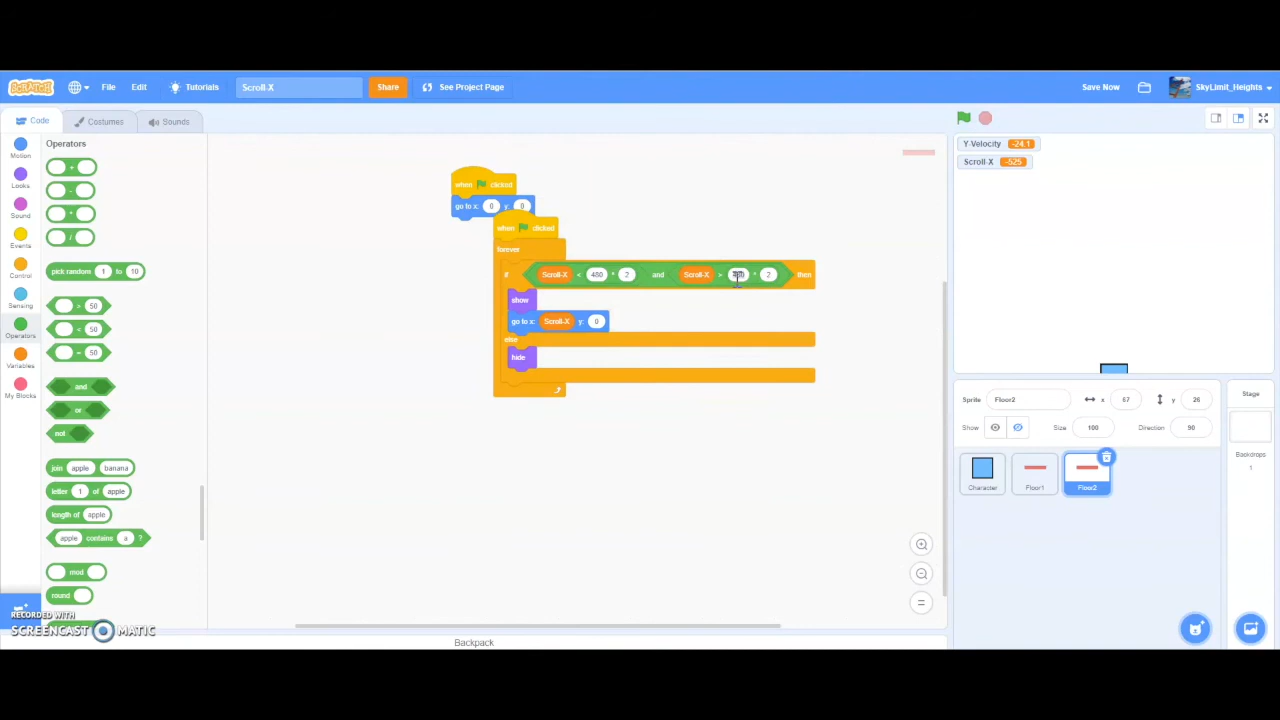 SCRATCH File Edit Tutorials Scroll-X Share See Project Page Save Now SkyLimit_Heights
Code Costumes Sounds
Motion
Looks
Sound
Events
Control
Sensing
Operators
Variables
My Blocks
Operators
+
-
*
/
pick random 1 to 10
> 50
< 50
= 50
and
or
not
join apple banana
letter 1 of apple
length of apple
apple contains a ?
mod
round
when clicked
go to x: 0 y: 0
when clicked
forever
if Scroll-X < 480 * 2 and Scroll-X > * 2 then
show
go to x: Scroll-X y: 0
else
hide
Y-Velocity -24.1
Scroll-X -525
Sprite Floor2 x 67 y 26
Show Size 100 Direction 90
Character Floor1 Floor2
Stage
Backdrops
1
Backpack
RECORDED WITH
SCREENCAST MATIC